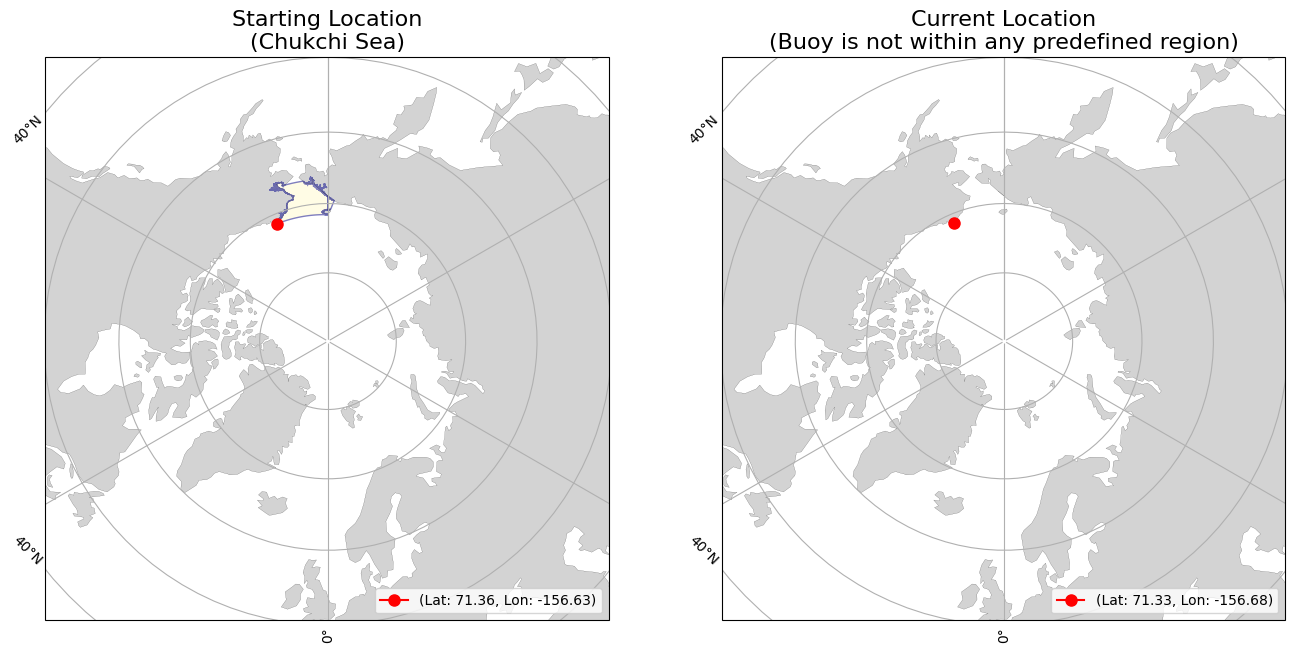 Starting Location
(Chukchi Sea)
40°N
40°N
0°
(Lat: 71.36, Lon: -156.63)
Current Location
(Buoy is not within any predefined region)
40°N
40°N
0°
(Lat: 71.33, Lon: -156.68)